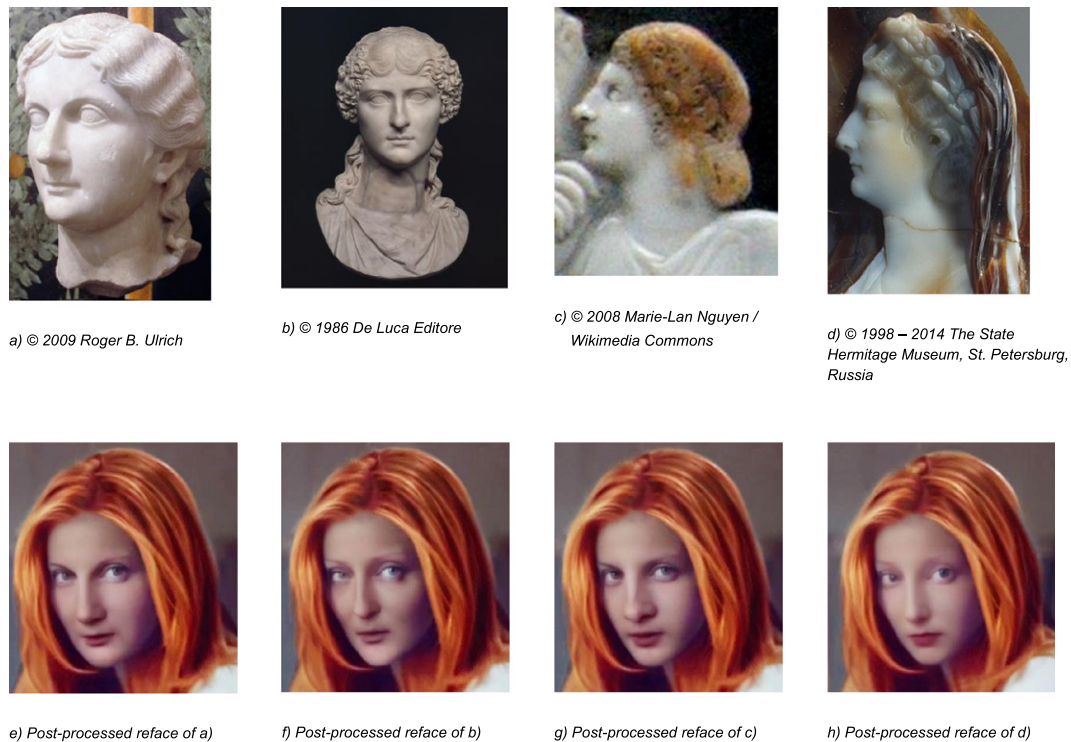 a) © 2009 Roger B. Ulrich
b) © 1986 De Luca Editore
c) © 2008 Marie-Lan Nguyen /
Wikimedia Commons
d) © 1998 – 2014 The State
Hermitage Museum, St. Petersburg,
Russia
e) Post-processed reface of a)
f) Post-processed reface of b)
g) Post-processed reface of c)
h) Post-processed reface of d)